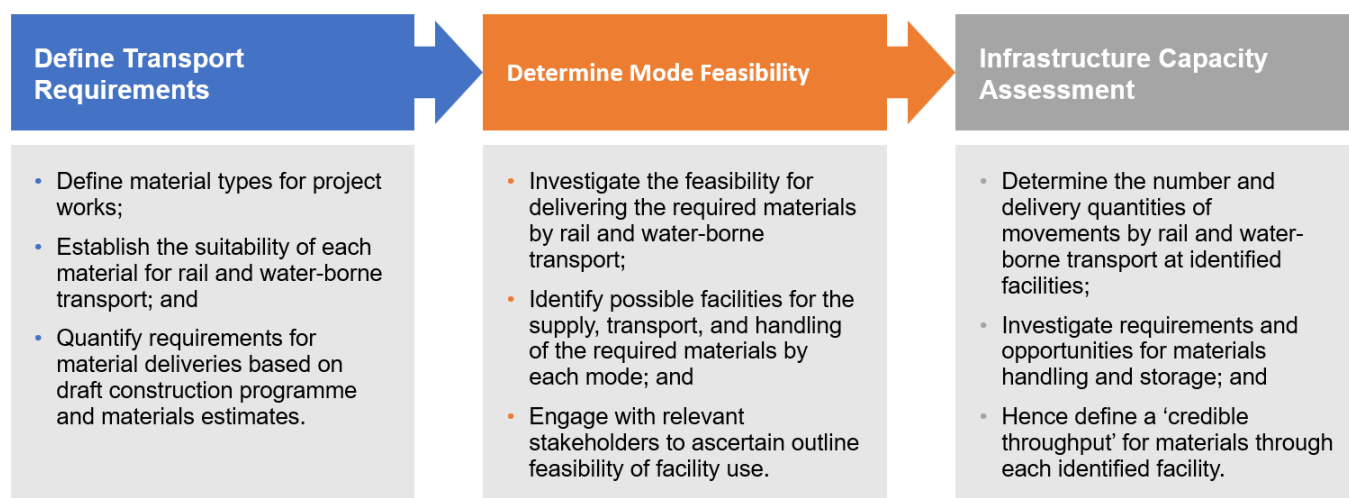 Define Transport
Requirements
• Define material types for project
works;
• Establish the suitability of each
material for rail and water-borne
transport; and
• Quantify requirements for
material deliveries based on
draft construction programme
and materials estimates.
Determine Mode Feasibility
• Investigate the feasibility for
delivering the required materials
by rail and water-borne
transport;
• Identify possible facilities for the
supply, transport, and handling
of the required materials by
each mode; and
• Engage with relevant
stakeholders to ascertain outline
feasibility of facility use.
Infrastructure Capacity
Assessment
• Determine the number and
delivery quantities of
movements by rail and water-
borne transport at identified
facilities;
• Investigate requirements and
opportunities for materials
handling and storage; and
• Hence define a ‘credible
throughput’ for materials through
each identified facility.